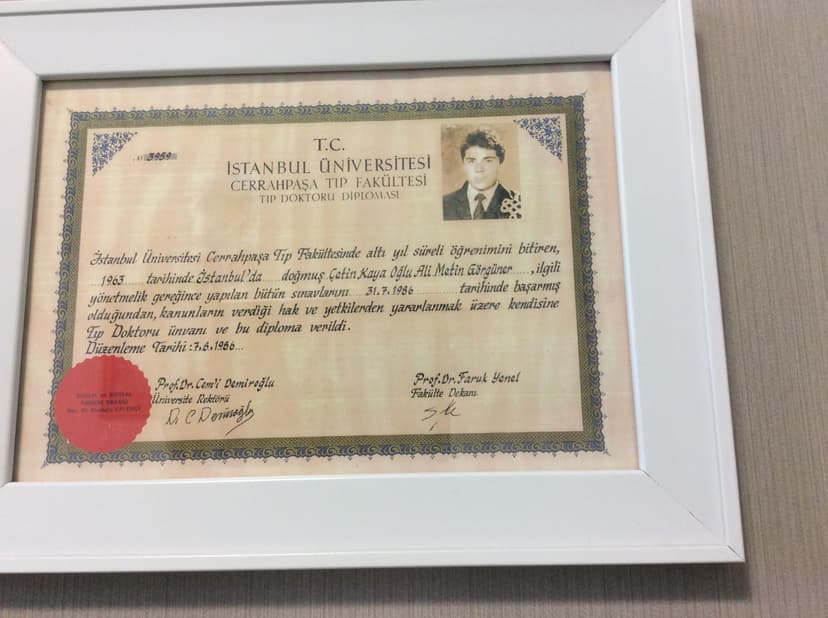 3959
T.C.
İSTANBUL ÜNİVERSİTESİ
CERRAHPAŞA TIP FAKÜLTESİ
TIP DOKTORU DİPLOMASI
İstanbul Üniversitesi Cerrahpaşa Tıp Fakültesinde altı yıl süreli öğrenimini bitiren,
1963 tarihinde İstanbul'da doğmuş Çetin Kaya Oğlu Ali Metin Görgüner, ilgili
yönetmelik gereğince yapılan bütün sınavlarını 31.7.1986 tarihinde başarmış
olduğundan, kanunların verdiği hak ve yetkilerden yararlanmak üzere kendisine
Tıp Doktoru ünvanı ve bu diploma verildi.
Düzenleme Tarihi: 7.8.1986
Prof.Dr. Cem'i Demiroğlu
Üniversite Rektörü
Prof.Dr. Faruk Yenel
Fakülte Dekanı